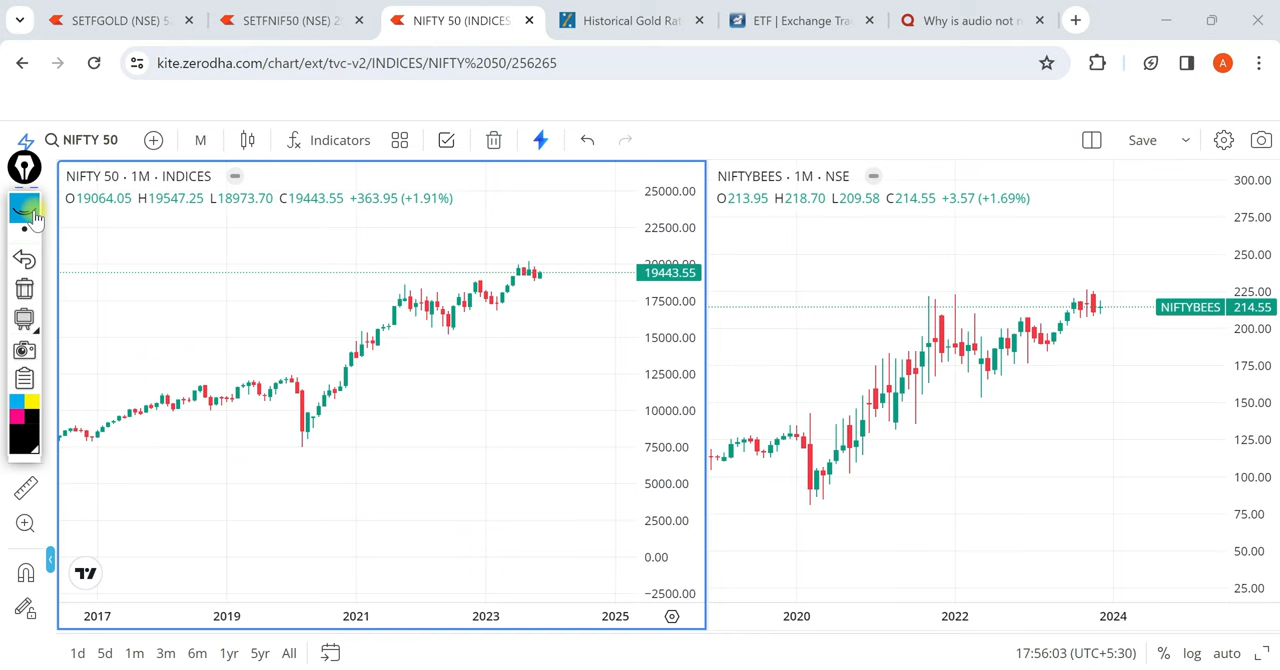 SETFGOLD (NSE) 5
SETFNIF50 (NSE) 2
NIFTY 50 (INDICES
Historical Gold Rat
ETF | Exchange Tra
Why is audio not r
kite.zerodha.com/chart/ext/tvc-v2/INDICES/NIFTY%2050/256265
A
NIFTY 50
M
Indicators
Save
NIFTY 50 · 1M · INDICES
O19064.05 H19547.25 L18973.70 C19443.55 +363.95 (+1.91%)
25000.00
22500.00
20000.00
19443.55
17500.00
15000.00
12500.00
10000.00
7500.00
5000.00
2500.00
0.00
−2500.00
2017
2019
2021
2023
2025
NIFTYBEES · 1M · NSE
O213.95 H218.70 L209.58 C214.55 +3.57 (+1.69%)
300.00
275.00
250.00
225.00
NIFTYBEES 214.55
200.00
175.00
150.00
125.00
100.00
75.00
50.00
25.00
2020
2022
2024
1d 5d 1m 3m 6m 1yr 5yr All
17:56:03 (UTC+5:30) % log auto